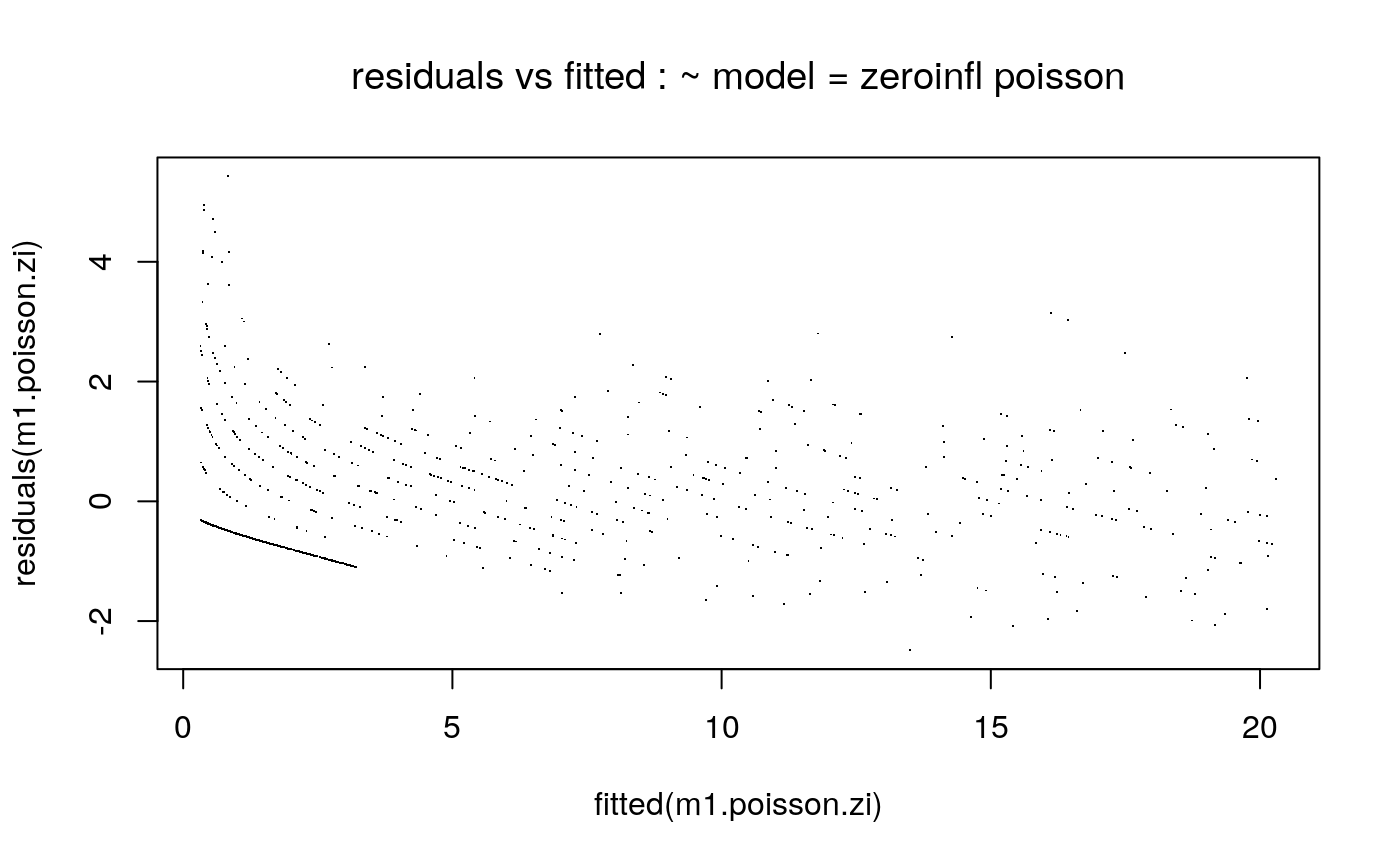 residuals vs fitted : ~ model = zeroinfl poisson
residuals(m1.poisson.zi)
4
2
0
-2
0 5 10 15 20
fitted(m1.poisson.zi)